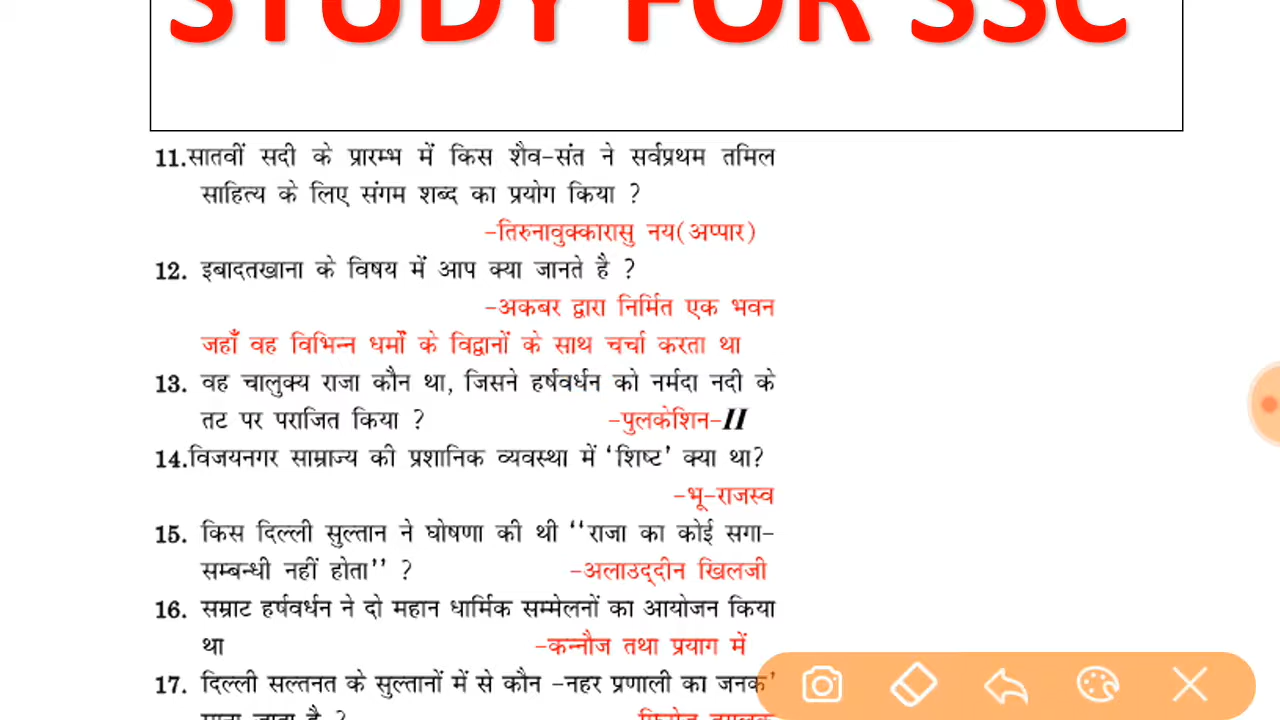 STUDY FOR SSC
11.सातवीं सदी के प्रारम्भ में किस शैव-संत ने सर्वप्रथम तमिल
साहित्य के लिए संगम शब्द का प्रयोग किया ?
-तिरुनावुक्कारासु नय(अप्पार)
12. इबादतखाना के विषय में आप क्या जानते है ?
-अकबर द्वारा निर्मित एक भवन
जहाँ वह विभिन्न धर्मों के विद्वानों के साथ चर्चा करता था
13. वह चालुक्य राजा कौन था, जिसने हर्षवर्धन को नर्मदा नदी के
तट पर पराजित किया ? -पुलकेशिन-II
14.विजयनगर साम्राज्य की प्रशानिक व्यवस्था में ‘शिष्ट’ क्या था?
-भू-राजस्व
15. किस दिल्ली सुल्तान ने घोषणा की थी ‘‘राजा का कोई सगा-
सम्बन्धी नहीं होता’’ ? -अलाउद्दीन खिलजी
16. सम्राट हर्षवर्धन ने दो महान धार्मिक सम्मेलनों का आयोजन किया
था -कन्नौज तथा प्रयाग में
17. दिल्ली सल्तनत के सुल्तानों में से कौन -नहर प्रणाली का जनक’